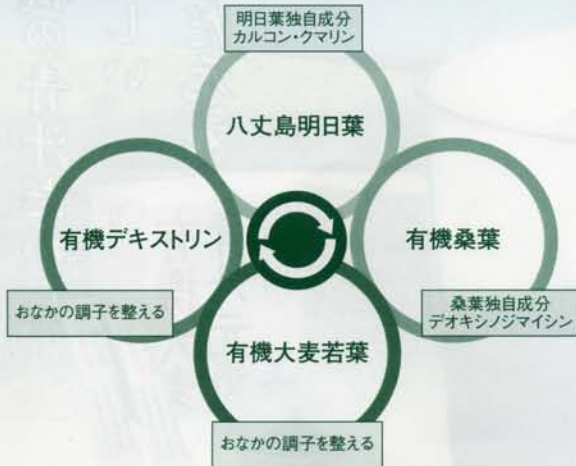 明日葉独自成分
カルコン・クマリン
八丈島明日葉
有機デキストリン
有機桑葉
おなかの調子を整える
桑葉独自成分
デオキシノジマイシン
有機大麦若葉
おなかの調子を整える